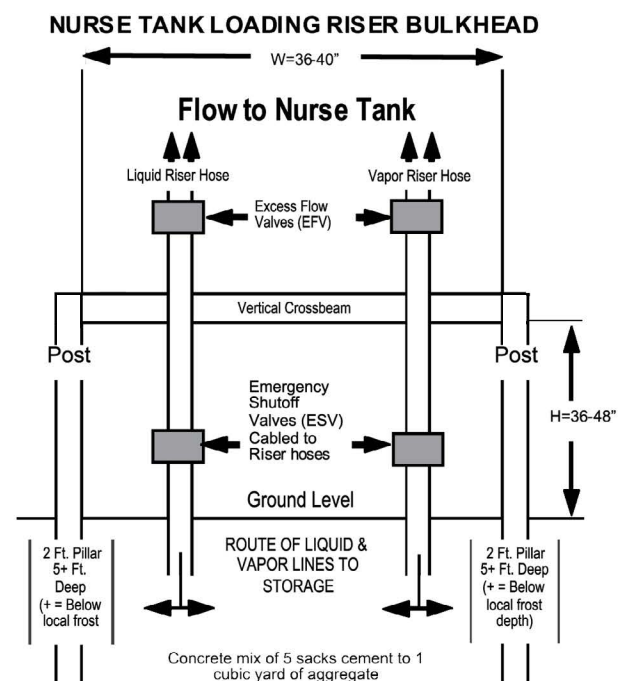 NURSE TANK LOADING RISER BULKHEAD
W=36-40”
Flow to Nurse Tank
Liquid Riser Hose
Vapor Riser Hose
Excess Flow
Valves (EFV)
Vertical Crossbeam
Post
Post
Emergency
Shutoff
Valves (ESV)
Cabled to
Riser hoses
H=36-48”
Ground Level
ROUTE OF LIQUID &
VAPOR LINES TO
STORAGE
2 Ft. Pillar
5+ Ft.
Deep
(+ = Below
local frost
2 Ft. Pillar
5+ Ft. Deep
(+ = Below
local frost
depth)
Concrete mix of 5 sacks cement to 1
cubic yard of aggregate